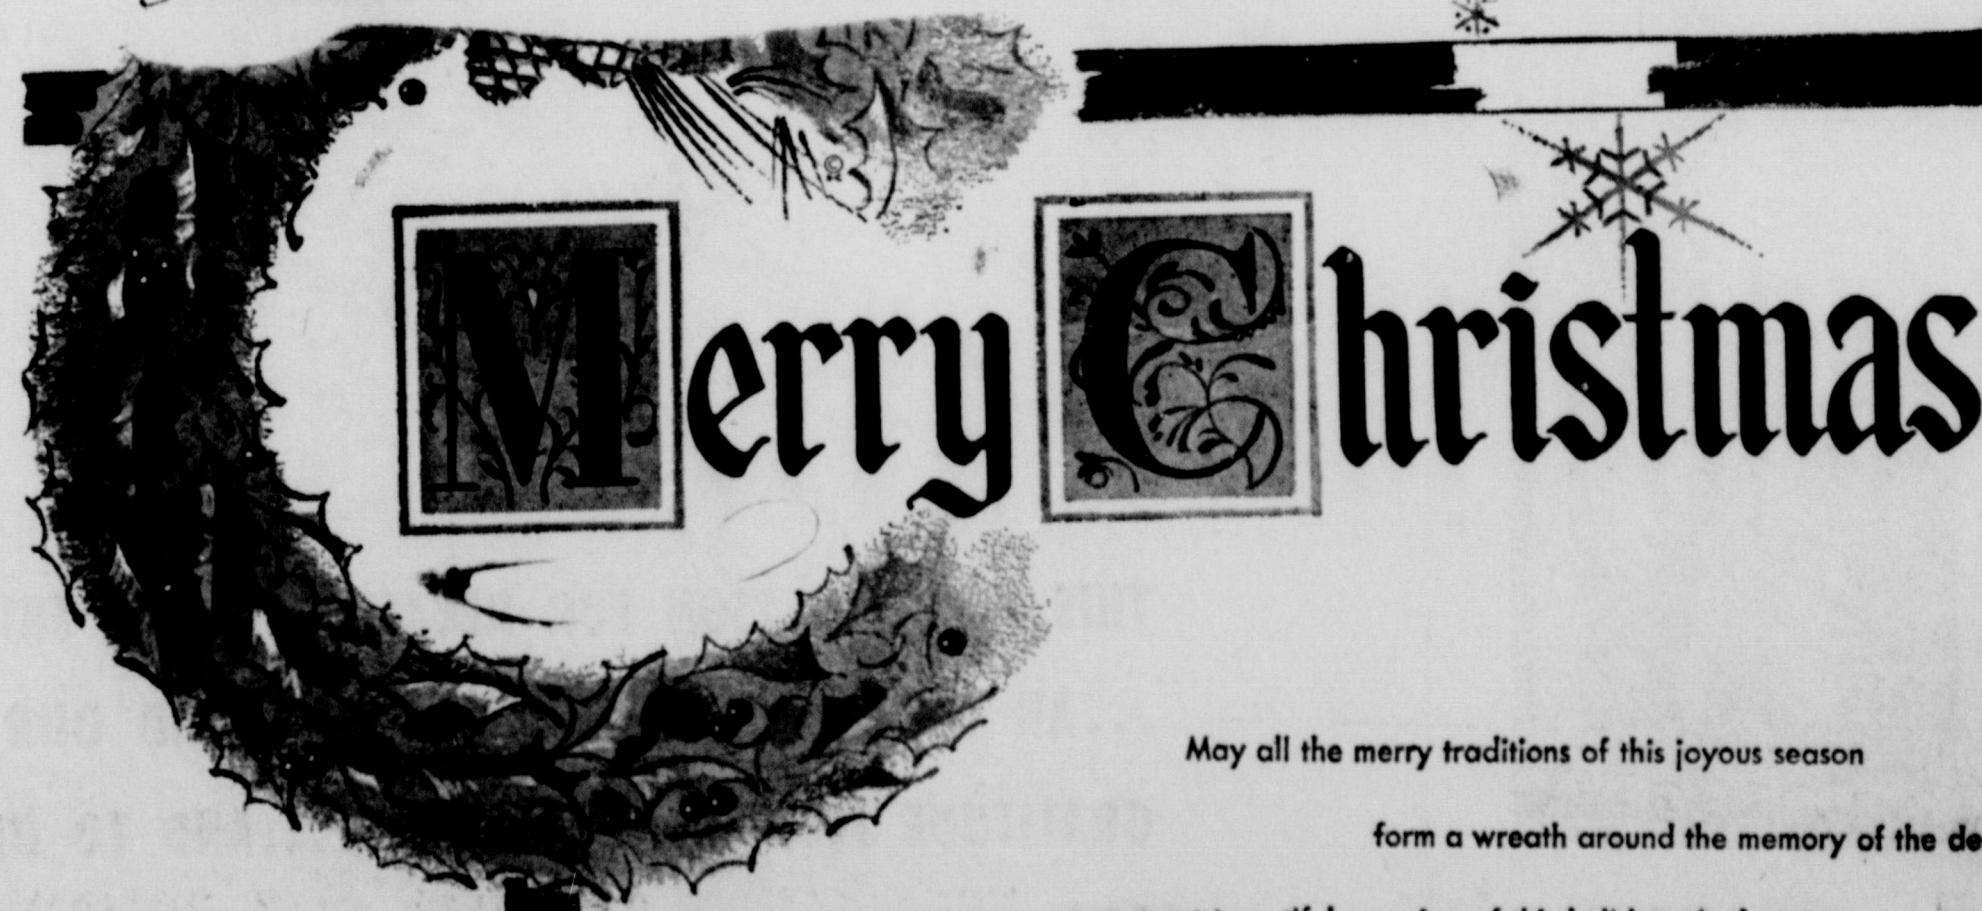 Merry Christmas
May all the merry traditions of this joyous season
form a wreath around the memory of the